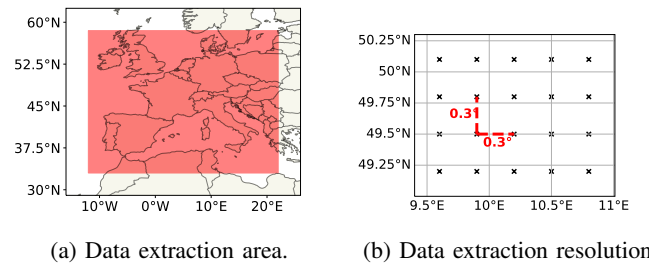 60°N
52.5°N
45°N
37.5°N
30°N
10°W 0°W 10°E 20°E
50.25°N
50°N
49.75°N
49.5°N
49.25°N
0.3°
0.3°
9.5°E 10°E 10.5°E 11°E
(a) Data extraction area.
(b) Data extraction resolution